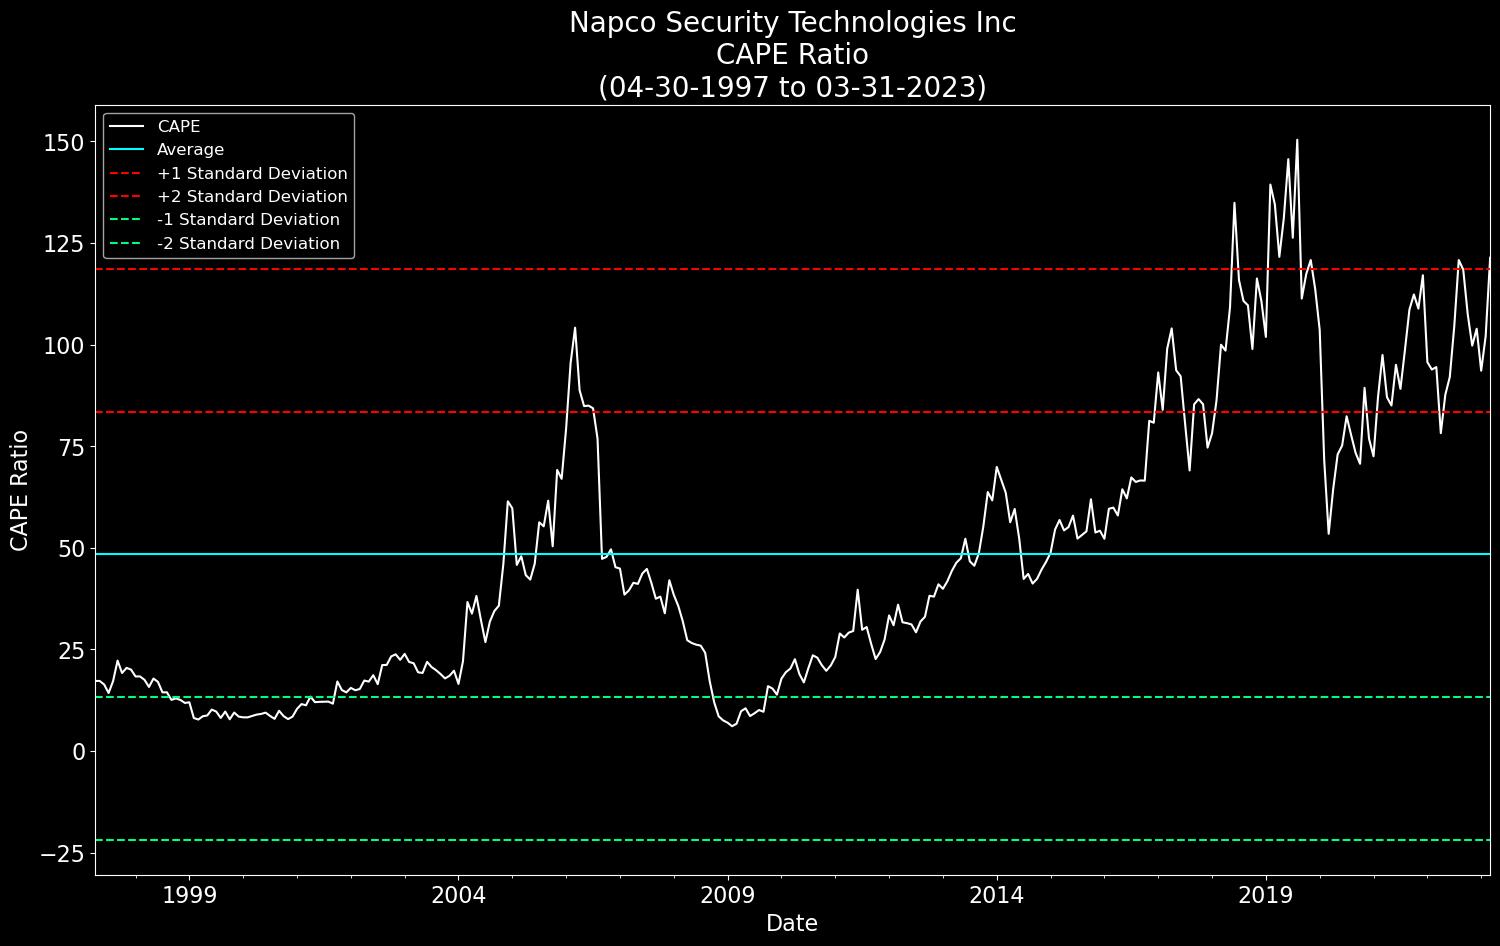 Napco Security Technologies Inc
CAPE Ratio
(04-30-1997 to 03-31-2023)
CAPE
Average
+1 Standard Deviation
+2 Standard Deviation
-1 Standard Deviation
-2 Standard Deviation
150
125
100
75
50
25
0
−25
CAPE Ratio
1999
2004
2009
2014
2019
Date